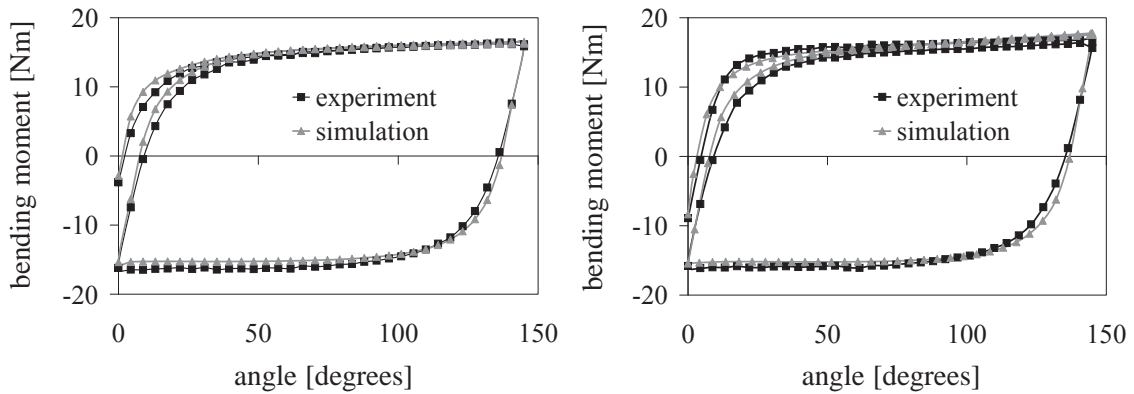 20
10
0
-10
-20
0
50
100
150
bending moment [Nm]
angle [degrees]
experiment
simulation
20
10
0
-10
-20
0
50
100
150
bending moment [Nm]
angle [degrees]
experiment
simulation